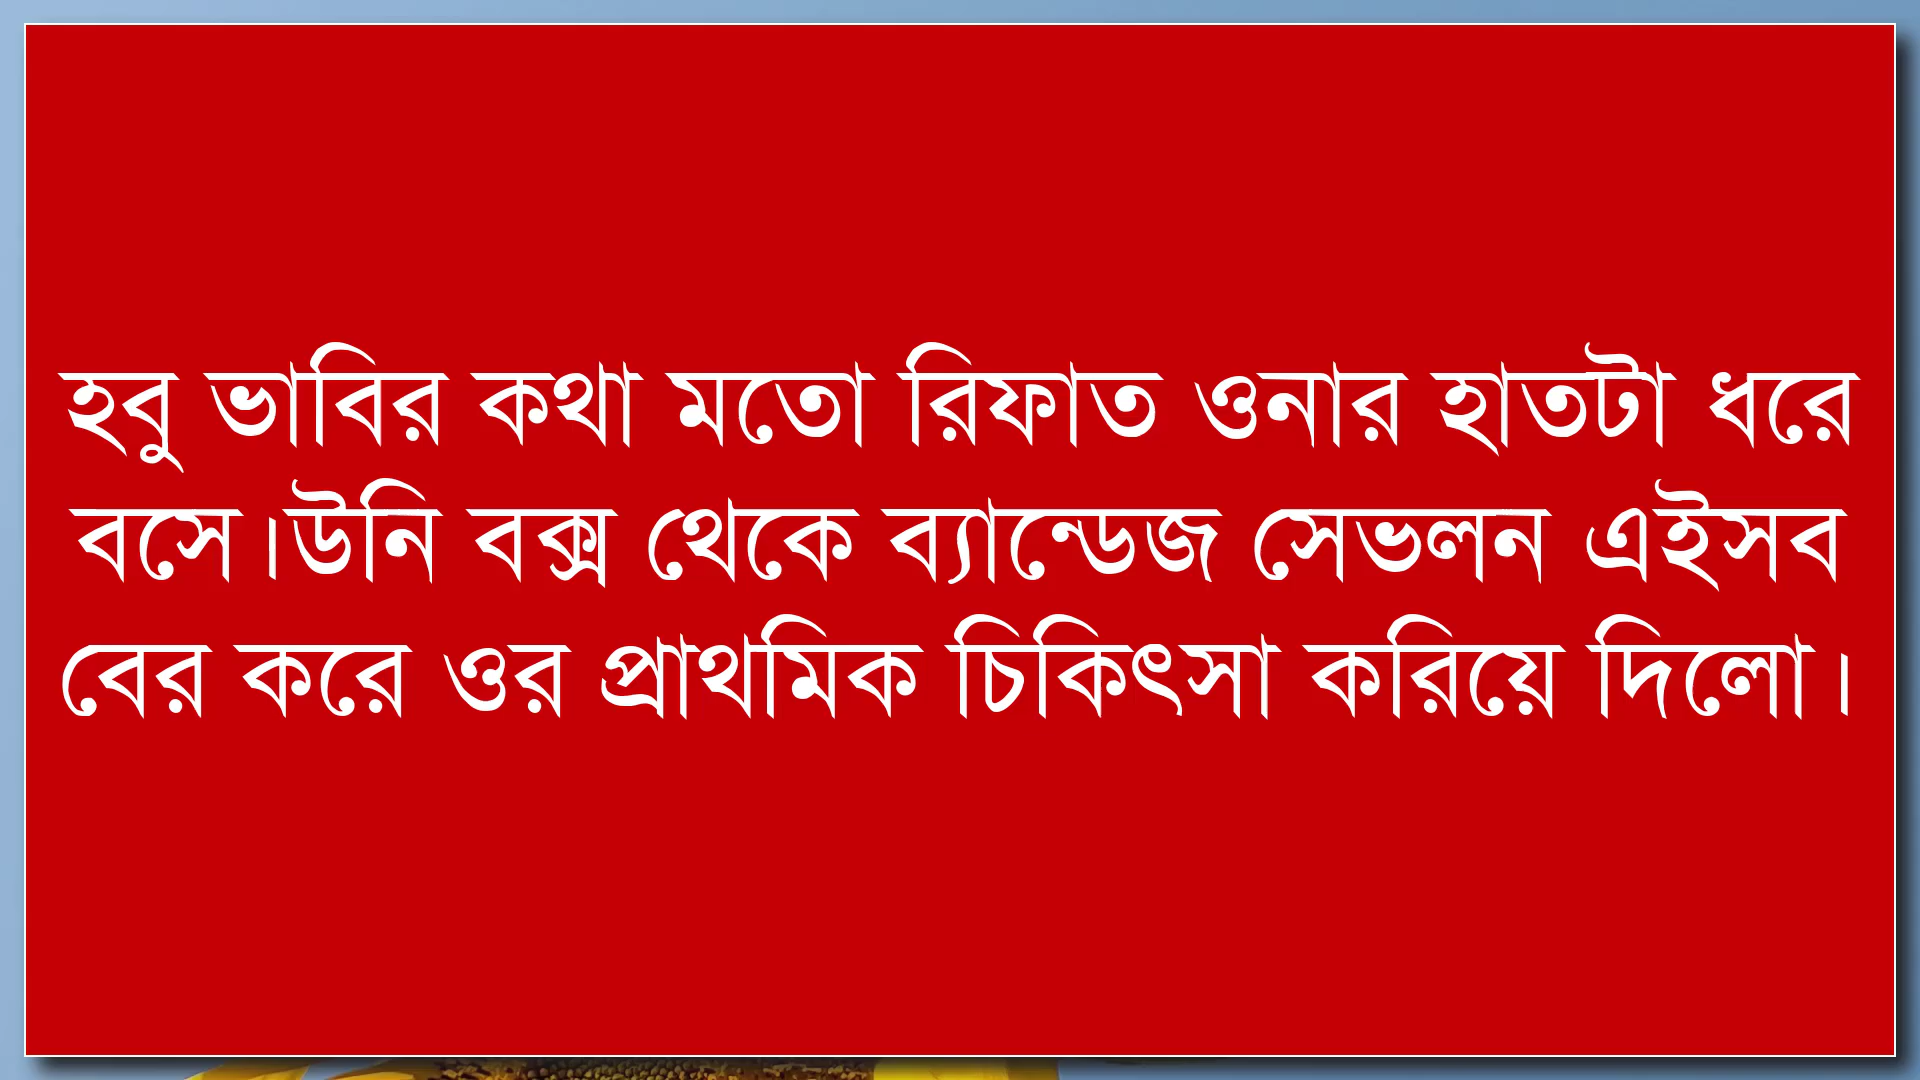 হবু ভাবির কথা মতো রিফাত ওনার হাতটা ধরে
বসে।উনি বক্স থেকে ব্যান্ডেজ সেভলন এইসব
বের করে ওর প্রাথমিক চিকিৎসা করিয়ে দিলো।